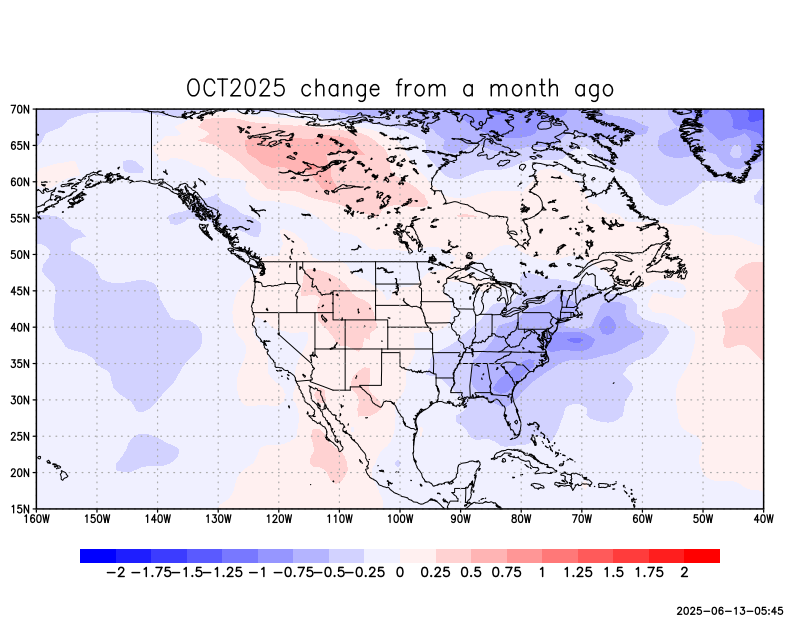 OCT2025 change from a month ago
70N
65N
60N
55N
50N
45N
40N
35N
30N
25N
20N
15N
160W 150W 140W 130W 120W 110W 100W 90W 80W 70W 60W 50W 40W
−2 −1.75 −1.5 −1.25 −1 −0.75 −0.5 −0.25 0 0.25 0.5 0.75 1 1.25 1.5 1.75 2
2025−06−13−05:45